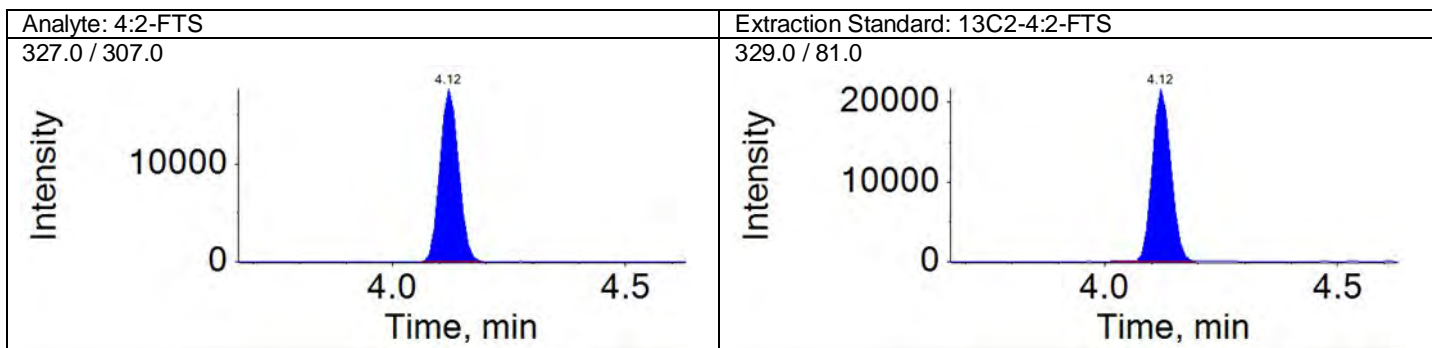 Analyte: 4:2-FTS
327.0 / 307.0
4.12
Intensity
10000
0
4.0 4.5
Time, min
Extraction Standard: 13C2-4:2-FTS
329.0 / 81.0
4.12
Intensity
20000
10000
0
4.0 4.5
Time, min